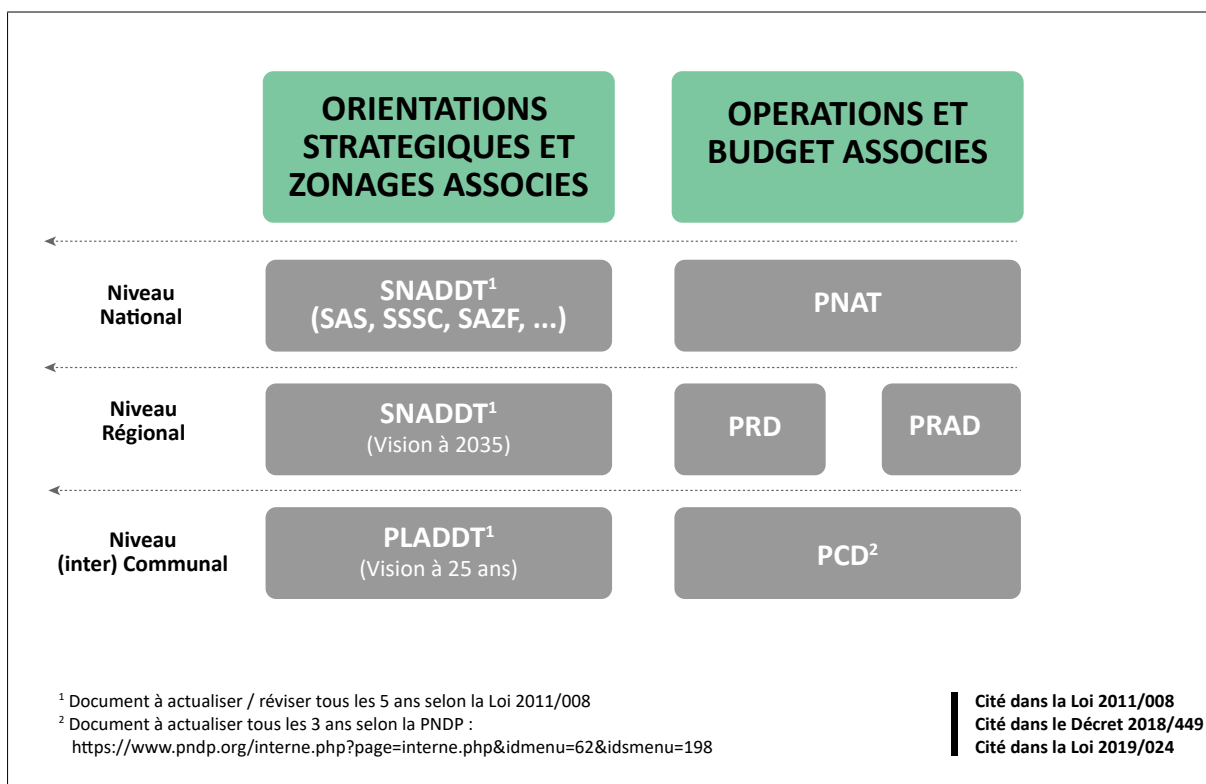 ORIENTATIONS
STRATEGIQUES ET
ZONAGES ASSOCIES
OPERATIONS ET
BUDGET ASSOCIES
Niveau
National
SNADDT¹
(SAS, SSSC, SAZF, ...)
PNAT
Niveau
Régional
SNADDT¹
(Vision à 2035)
PRD
PRAD
Niveau
(inter) Communal
PLADDT¹
(Vision à 25 ans)
PCD²
¹ Document à actualiser / réviser tous les 5 ans selon la Loi 2011/008
² Document à actualiser tous les 3 ans selon la PNDP :
https://www.pndp.org/interne.php?page=interne.php&idmenu=62&idsmenu=198
Cité dans la Loi 2011/008
Cité dans le Décret 2018/449
Cité dans la Loi 2019/024